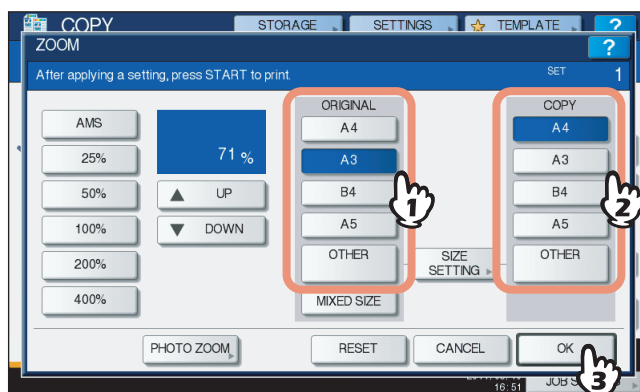 COPY
STORAGE
SETTINGS
TEMPLATE
?
ZOOM
?
After applying a setting, press START to print.
SET 1
AMS
25%
50%
100%
200%
400%
71 %
UP
DOWN
ORIGINAL
A4
A3
B4
A5
OTHER
MIXED SIZE
1
SIZE
SETTING
COPY
A4
A3
B4
A5
OTHER
2
PHOTO ZOOM
RESET
CANCEL
OK
3
16:51
JOB S